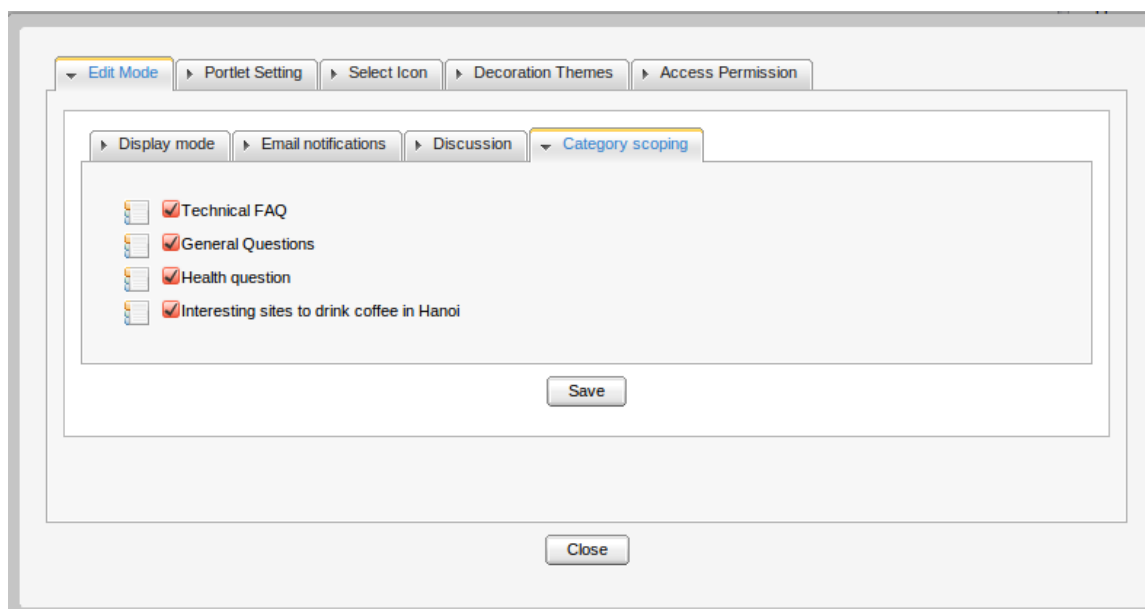 Edit Mode Portlet Setting Select Icon Decoration Themes Access Permission
Display mode Email notifications Discussion Category scoping
Technical FAQ
General Questions
Health question
Interesting sites to drink coffee in Hanoi
Save
Close